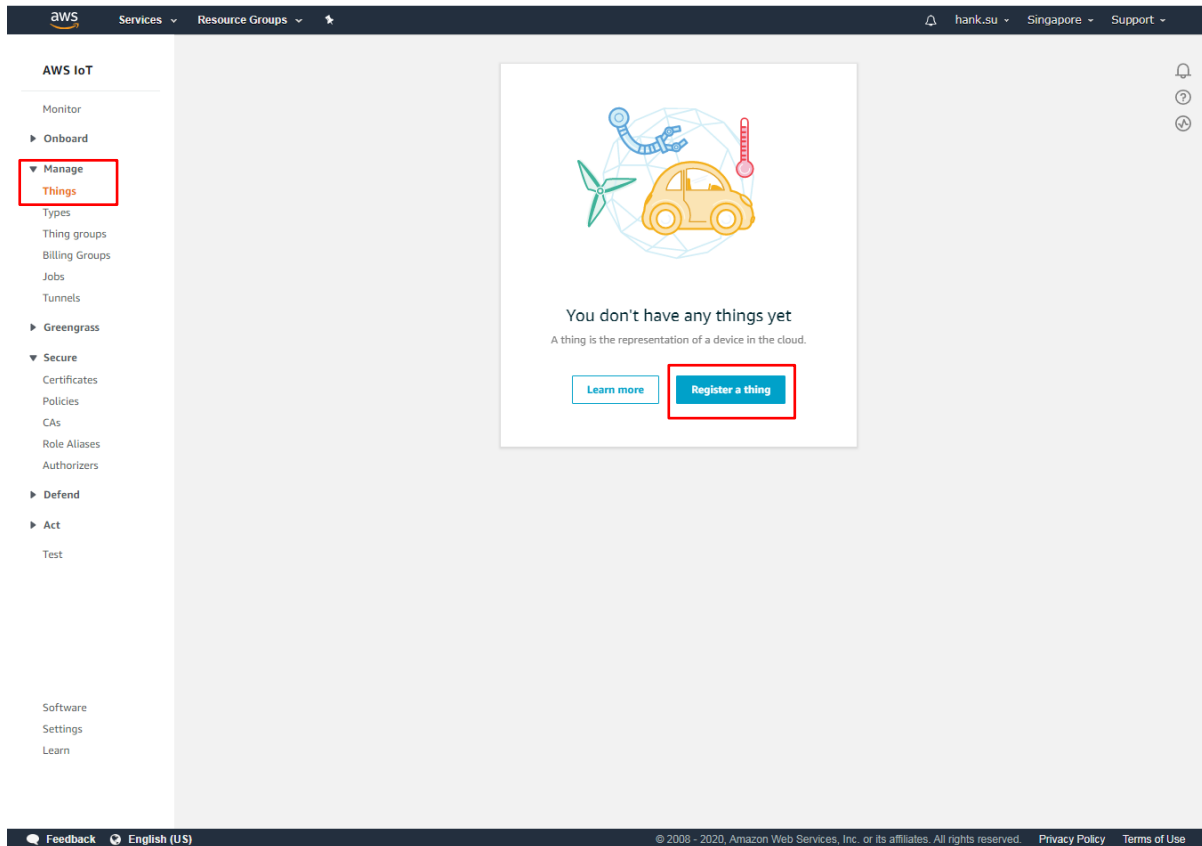 aws Services Resource Groups hank.su Singapore Support
AWS IoT
Monitor
Onboard
Manage
Things
Types
Thing groups
Billing Groups
Jobs
Tunnels
Greengrass
Secure
Certificates
Policies
CAs
Role Aliases
Authorizers
Defend
Act
Test
Software
Settings
Learn
You don't have any things yet
A thing is the representation of a device in the cloud.
Learn more Register a thing
Feedback English (US) © 2008 - 2020, Amazon Web Services, Inc. or its affiliates. All rights reserved. Privacy Policy Terms of Use